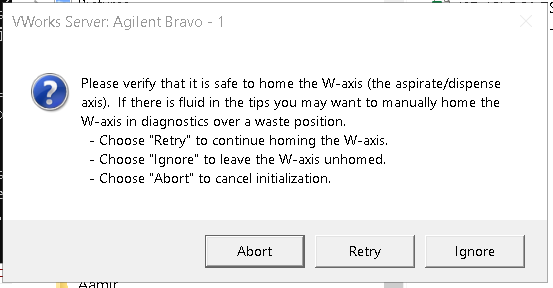 VWorks Server: Agilent Bravo - 1
Please verify that it is safe to home the W-axis (the aspirate/dispense
axis).  If there is fluid in the tips you may want to manually home the
W-axis in diagnostics over a waste position.
- Choose "Retry" to continue homing the W-axis.
- Choose "Ignore" to leave the W-axis unhomed.
- Choose "Abort" to cancel initialization.
Abort Retry Ignore
Aamir